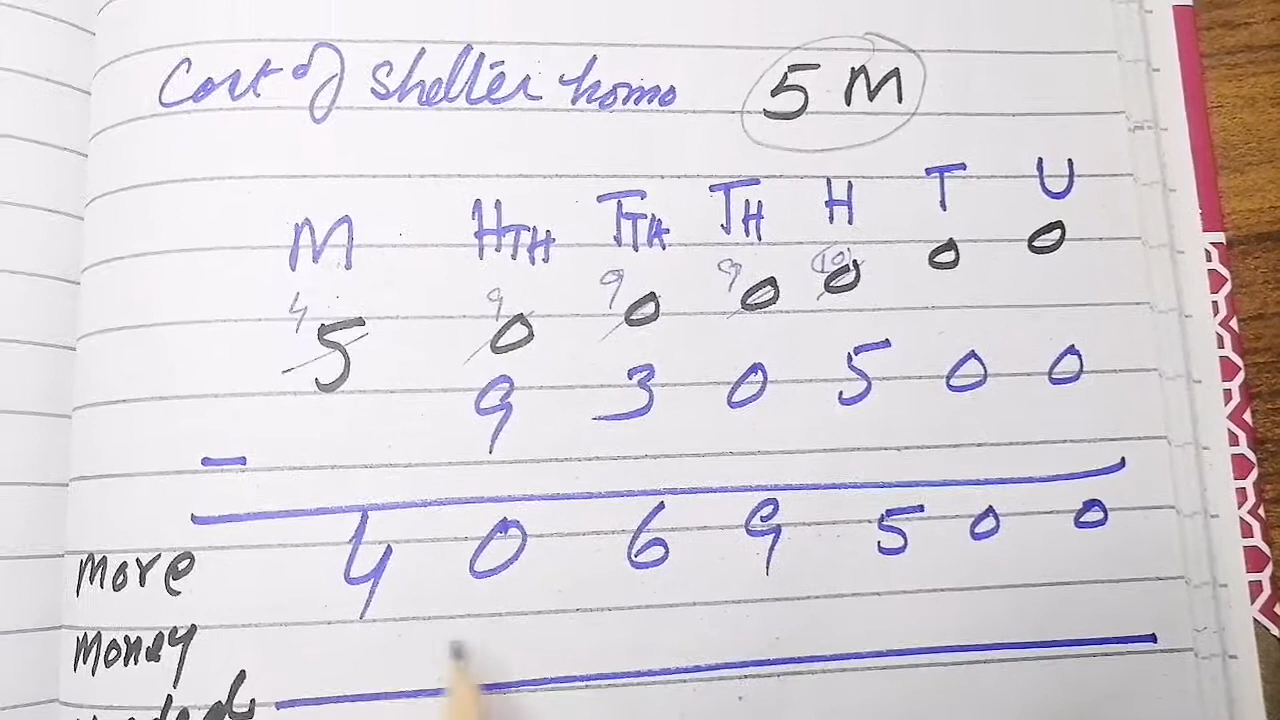 Cost of shelter home 5 M
M HTH TTH TH H T U
4 9 9 9 10
5 0 0 0 0 0 0
9 3 0 5 0 0
−
More 4 0 6 9 5 0 0
Money